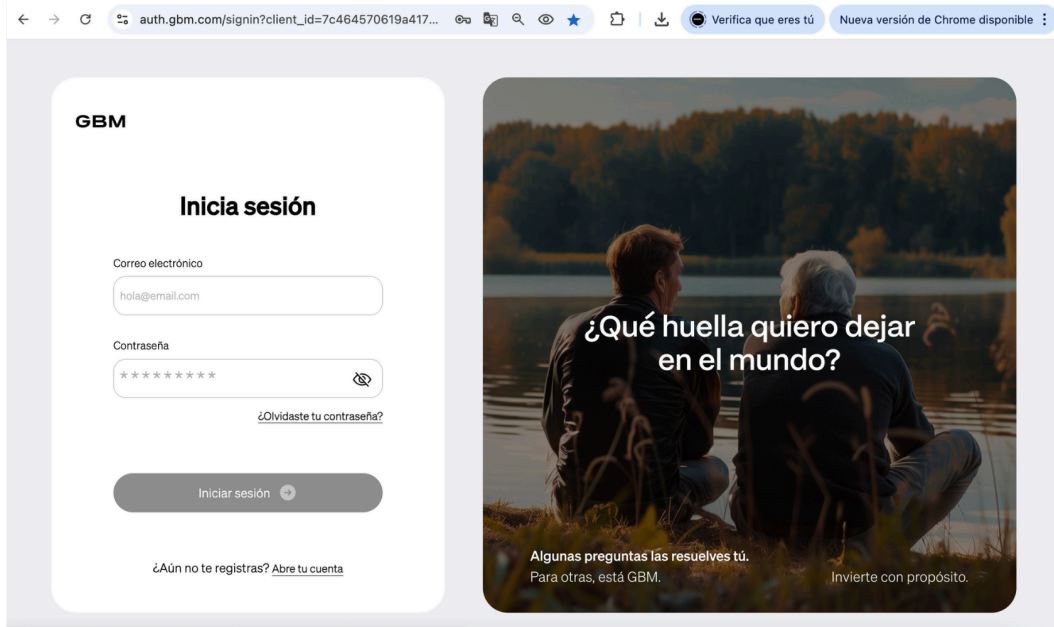 auth.gbm.com/signin?client_id=7c464570619a417...
Verifica que eres tú
Nueva versión de Chrome disponible
GBM
Inicia sesión
Correo electrónico
hola@email.com
Contraseña
*********
¿Olvidaste tu contraseña?
Iniciar sesión
¿Aún no te registras? Abre tu cuenta
¿Qué huella quiero dejar
en el mundo?
Algunas preguntas las resuelves tú.
Para otras, está GBM.
Invierte con propósito.